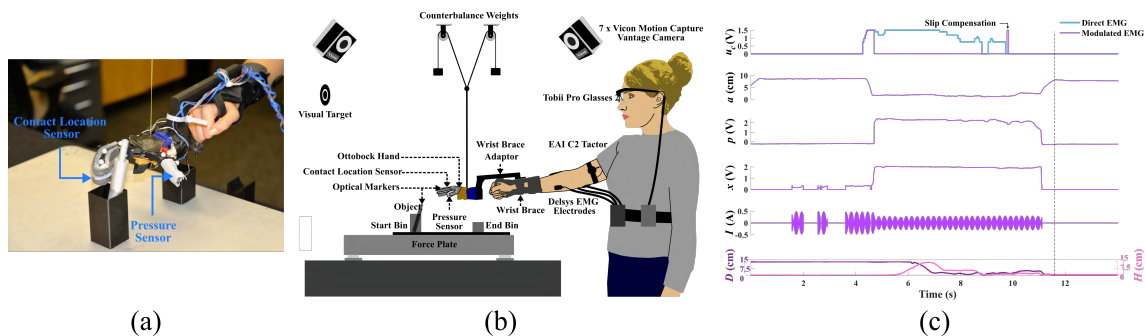 Contact Location
Sensor
Pressure
Sensor
(a)
Counterbalance Weights
7 x Vicon Motion Capture
Vantage Camera
Visual Target
Tobii Pro Glasses 2
EAI C2 Tactor
Wrist Brace
Adaptor
Ottobock Hand
Contact Location Sensor
Optical Markers
Object
Pressure
Sensor
Start Bin
End Bin
Wrist Brace
Delsys EMG
Electrodes
Force Plate
(b)
Slip Compensation
Direct EMG
Modulated EMG
1.5
1.0
0.5
0
u꜀ (V)
10
5
0
a (cm)
2
1
0
p (V)
2
1
0
x (V)
0.5
0
-0.5
I (A)
15
7.5
0
D (cm)
15
7.5
0
H (cm)
2
4
6
8
10
12
Time (s)
(c)